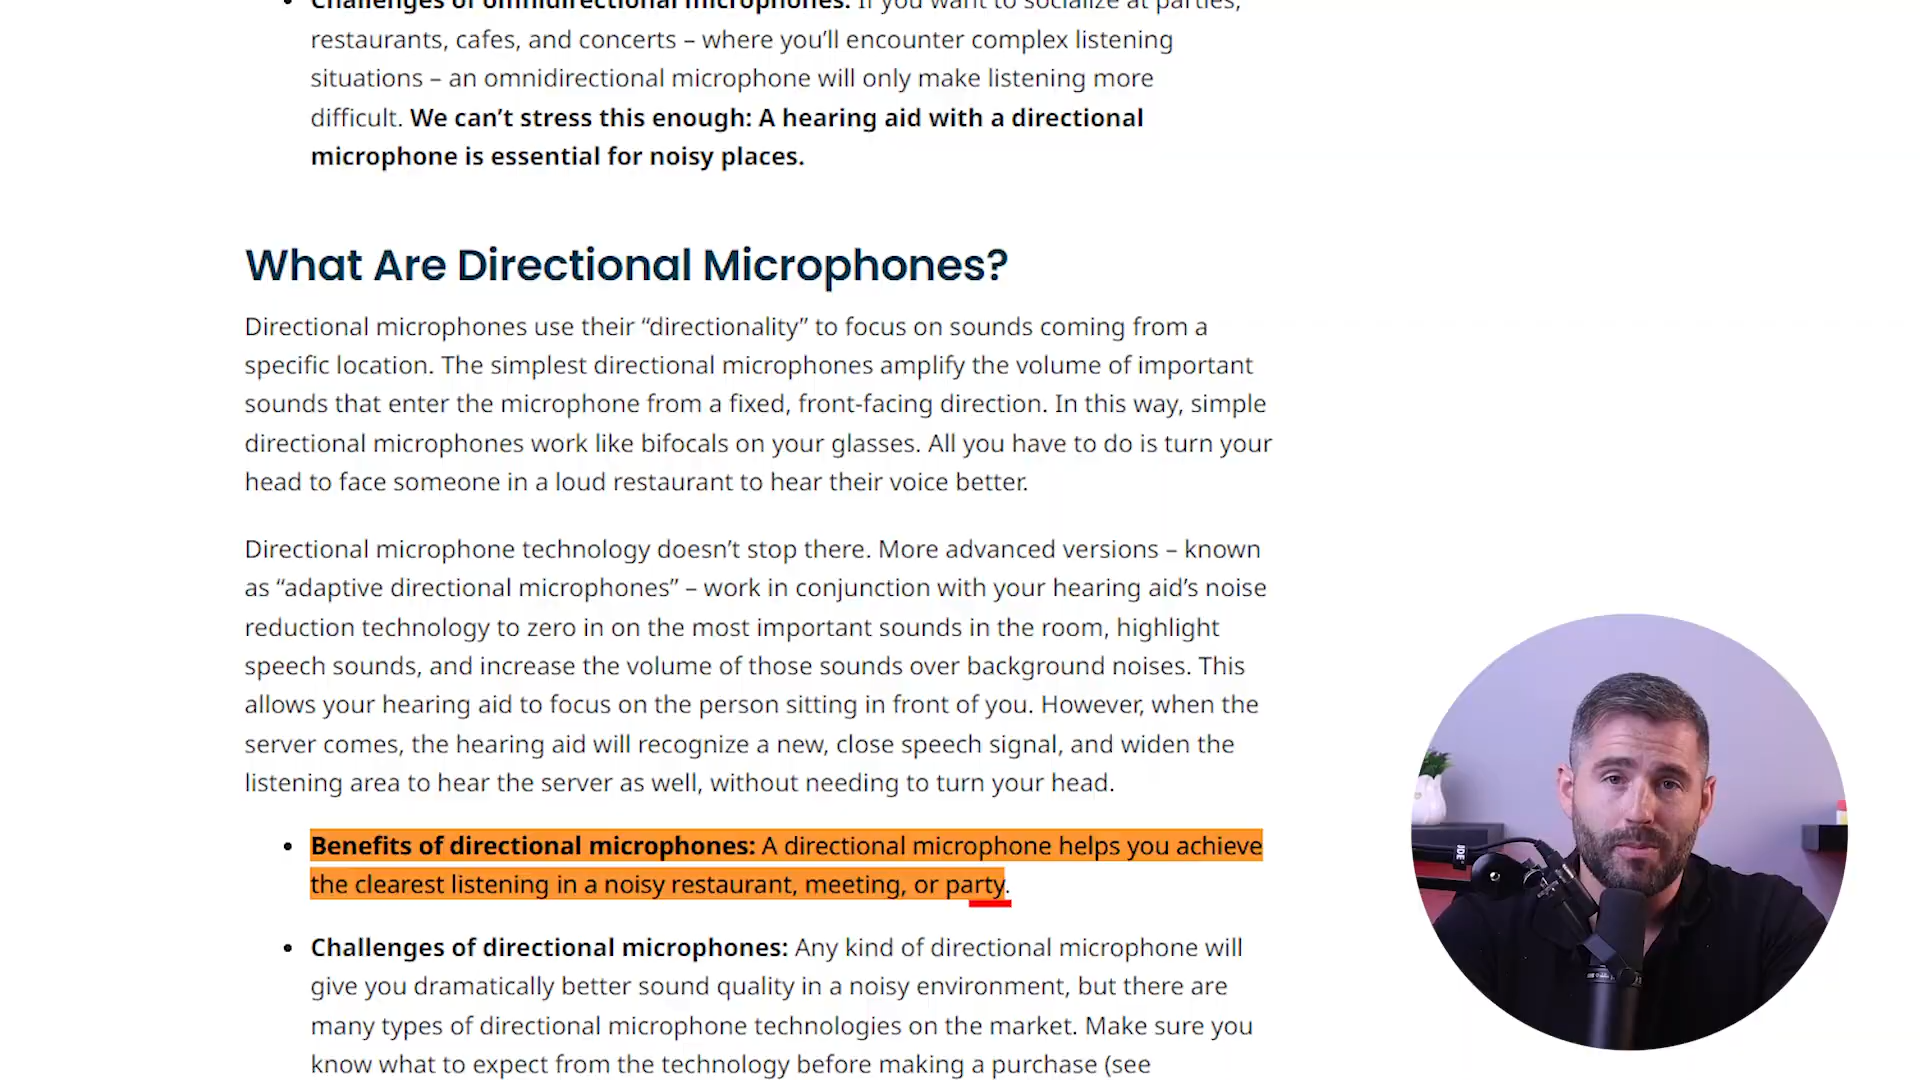 Challenges of omnidirectional microphones: If you want to socialize at parties,
restaurants, cafes, and concerts – where you’ll encounter complex listening
situations – an omnidirectional microphone will only make listening more
difficult. We can’t stress this enough: A hearing aid with a directional
microphone is essential for noisy places.
What Are Directional Microphones?
Directional microphones use their “directionality” to focus on sounds coming from a
specific location. The simplest directional microphones amplify the volume of important
sounds that enter the microphone from a fixed, front-facing direction. In this way, simple
directional microphones work like bifocals on your glasses. All you have to do is turn your
head to face someone in a loud restaurant to hear their voice better.
Directional microphone technology doesn’t stop there. More advanced versions – known
as “adaptive directional microphones” – work in conjunction with your hearing aid’s noise
reduction technology to zero in on the most important sounds in the room, highlight
speech sounds, and increase the volume of those sounds over background noises. This
allows your hearing aid to focus on the person sitting in front of you. However, when the
server comes, the hearing aid will recognize a new, close speech signal, and widen the
listening area to hear the server as well, without needing to turn your head.
Benefits of directional microphones: A directional microphone helps you achieve
the clearest listening in a noisy restaurant, meeting, or party.
Challenges of directional microphones: Any kind of directional microphone will
give you dramatically better sound quality in a noisy environment, but there are
many types of directional microphone technologies on the market. Make sure you
know what to expect from the technology before making a purchase (see